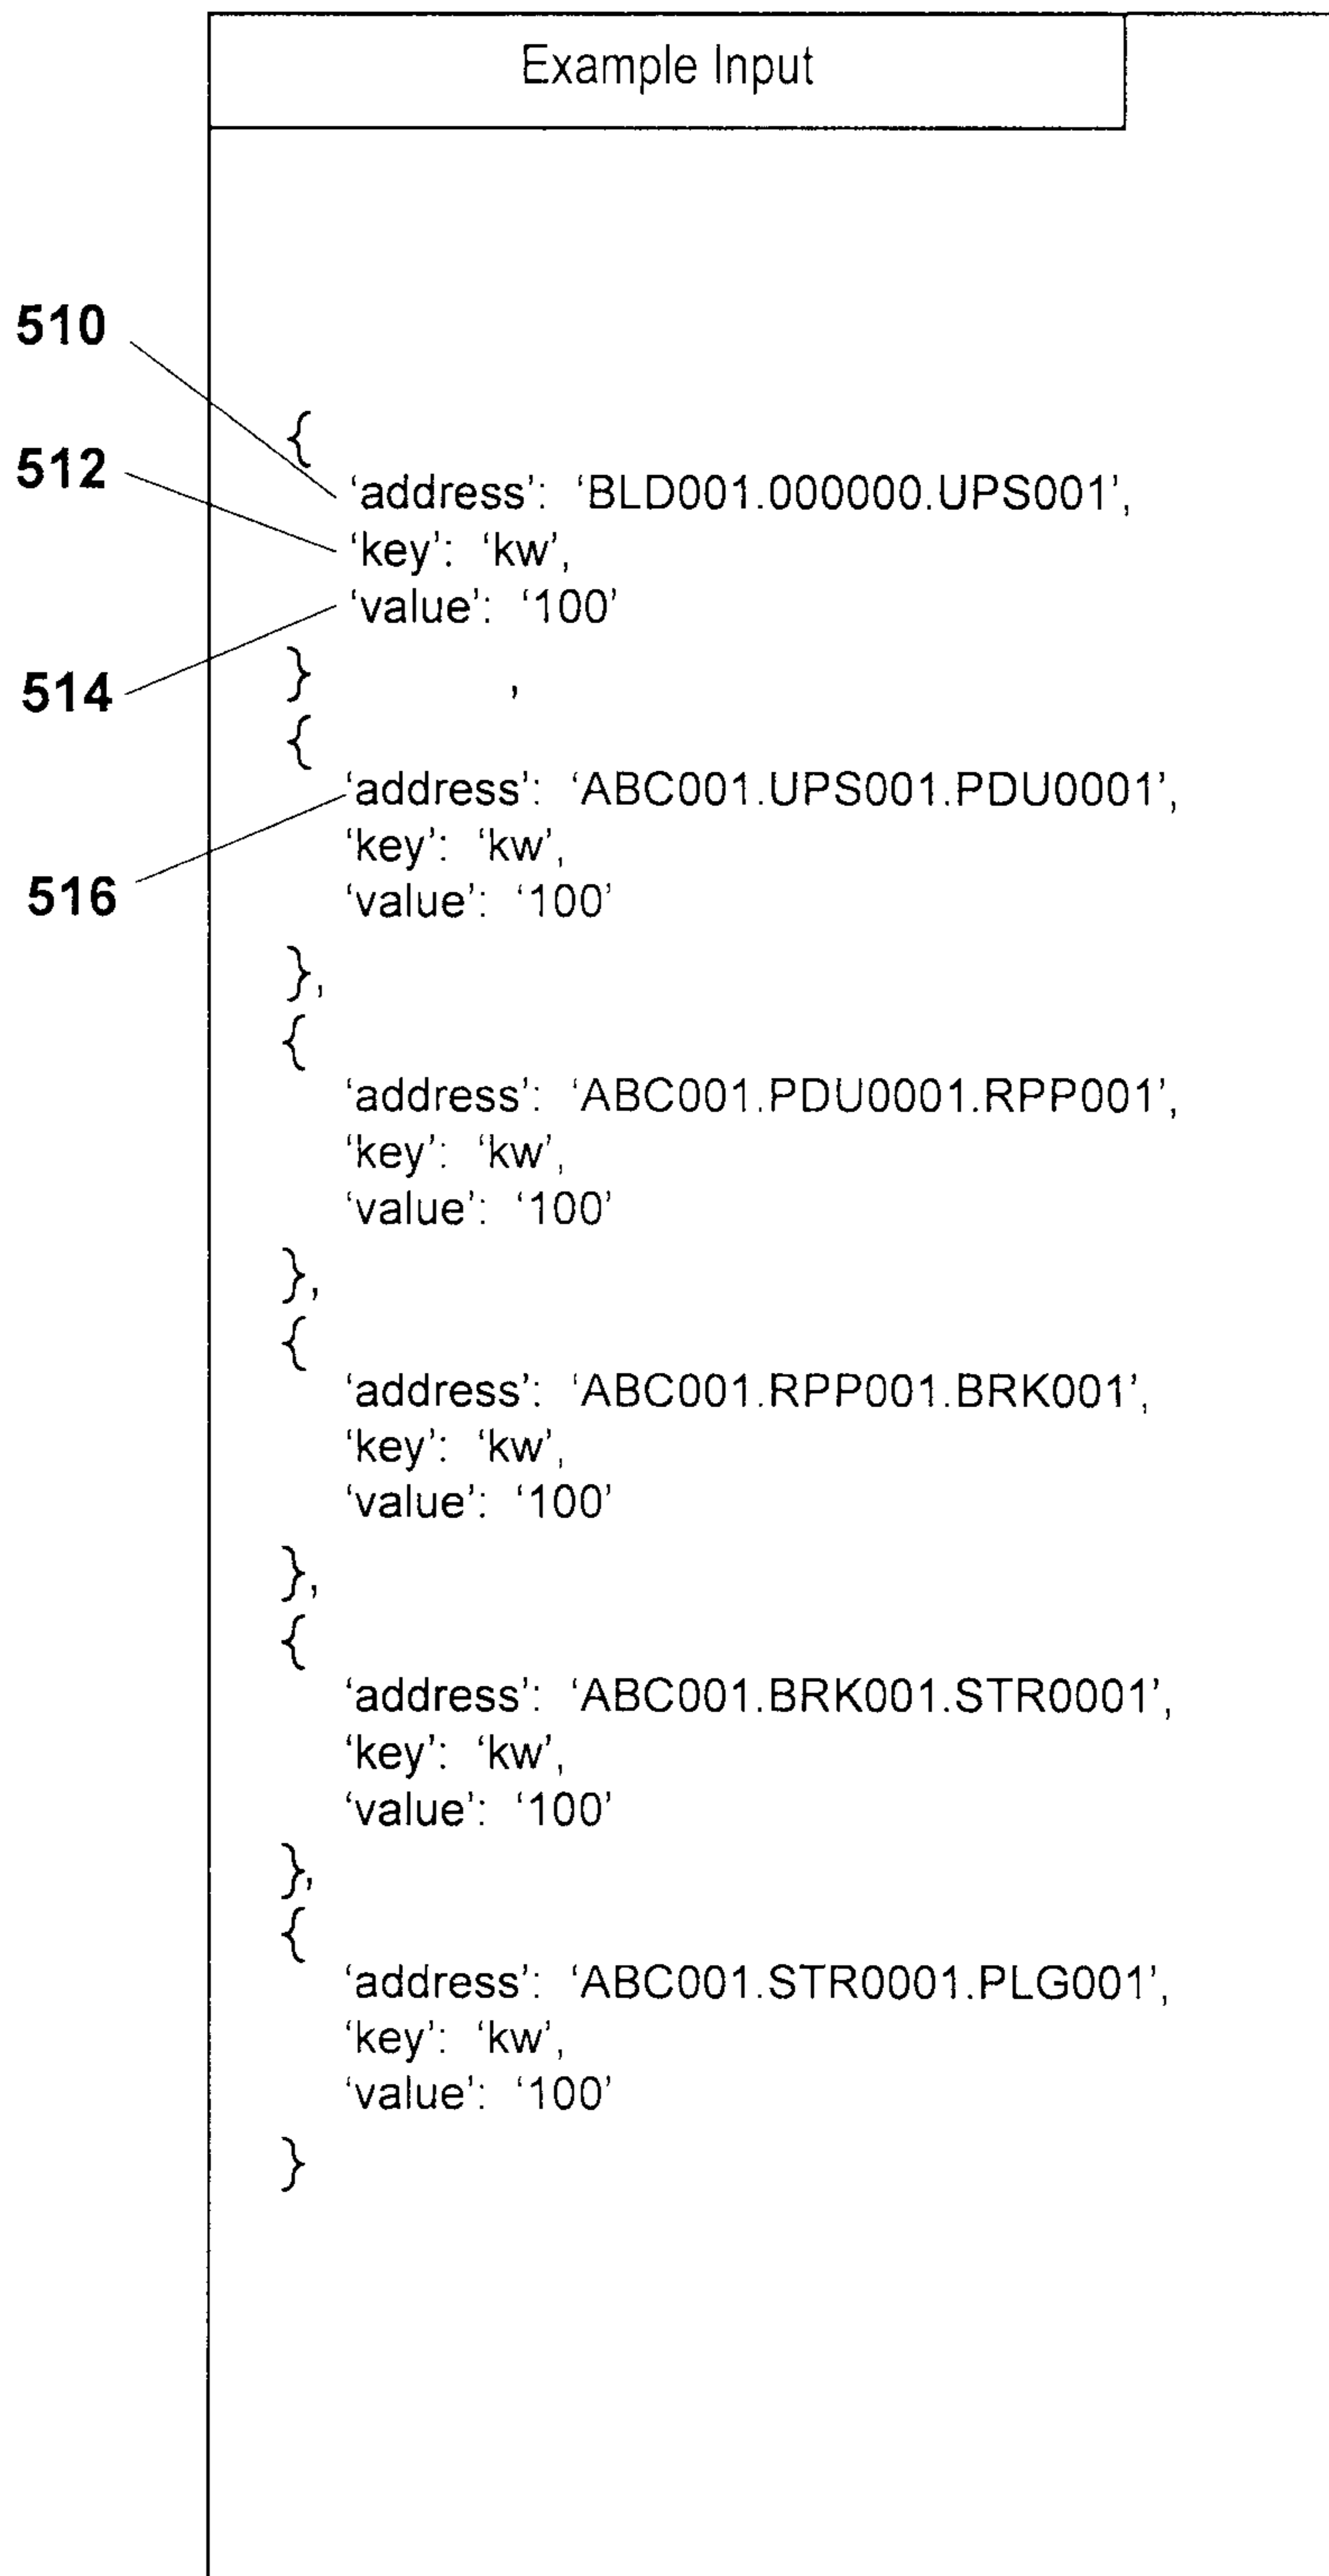 Example Input
510
{
512
‘address’: ‘BLD001.000000.UPS001’,
‘key’: ‘kw’,
‘value’: ‘100’
514
} ,
{
‘address’: ‘ABC001.UPS001.PDU0001’,
‘key’: ‘kw’,
516
‘value’: ‘100’
},
{
‘address’: ‘ABC001.PDU0001.RPP001’,
‘key’: ‘kw’,
‘value’: ‘100’
},
{
‘address’: ‘ABC001.RPP001.BRK001’,
‘key’: ‘kw’,
‘value’: ‘100’
},
{
‘address’: ‘ABC001.BRK001.STR0001’,
‘key’: ‘kw’,
‘value’: ‘100’
},
{
‘address’: ‘ABC001.STR0001.PLG001’,
‘key’: ‘kw’,
‘value’: ‘100’
}